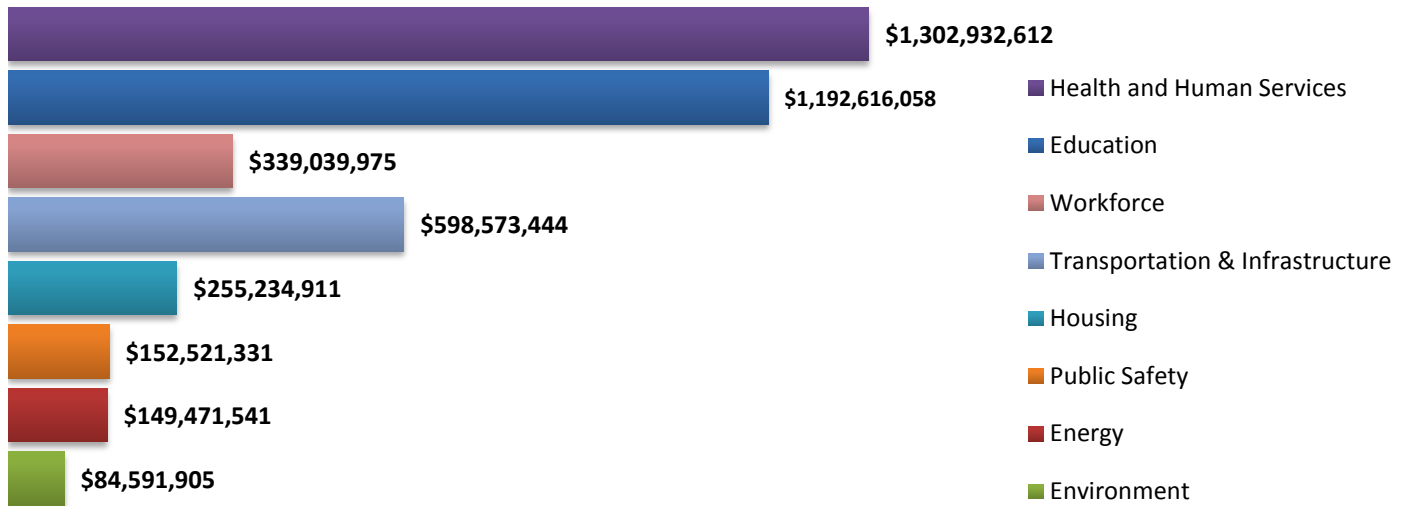 $1,302,932,612
$1,192,616,058
$339,039,975
$598,573,444
$255,234,911
$152,521,331
$149,471,541
$84,591,905
Health and Human Services
Education
Workforce
Transportation & Infrastructure
Housing
Public Safety
Energy
Environment